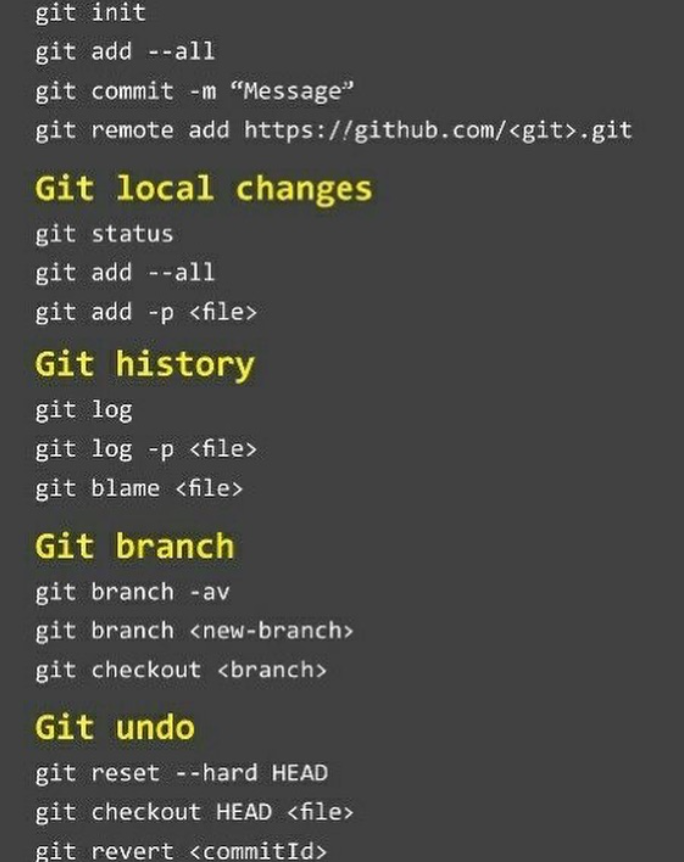 git init
git add --all
git commit -m “Message”
git remote add https://github.com/<git>.git
Git local changes
git status
git add --all
git add -p <file>
Git history
git log
git log -p <file>
git blame <file>
Git branch
git branch -av
git branch <new-branch>
git checkout <branch>
Git undo
git reset --hard HEAD
git checkout HEAD <file>
git revert <commitId>